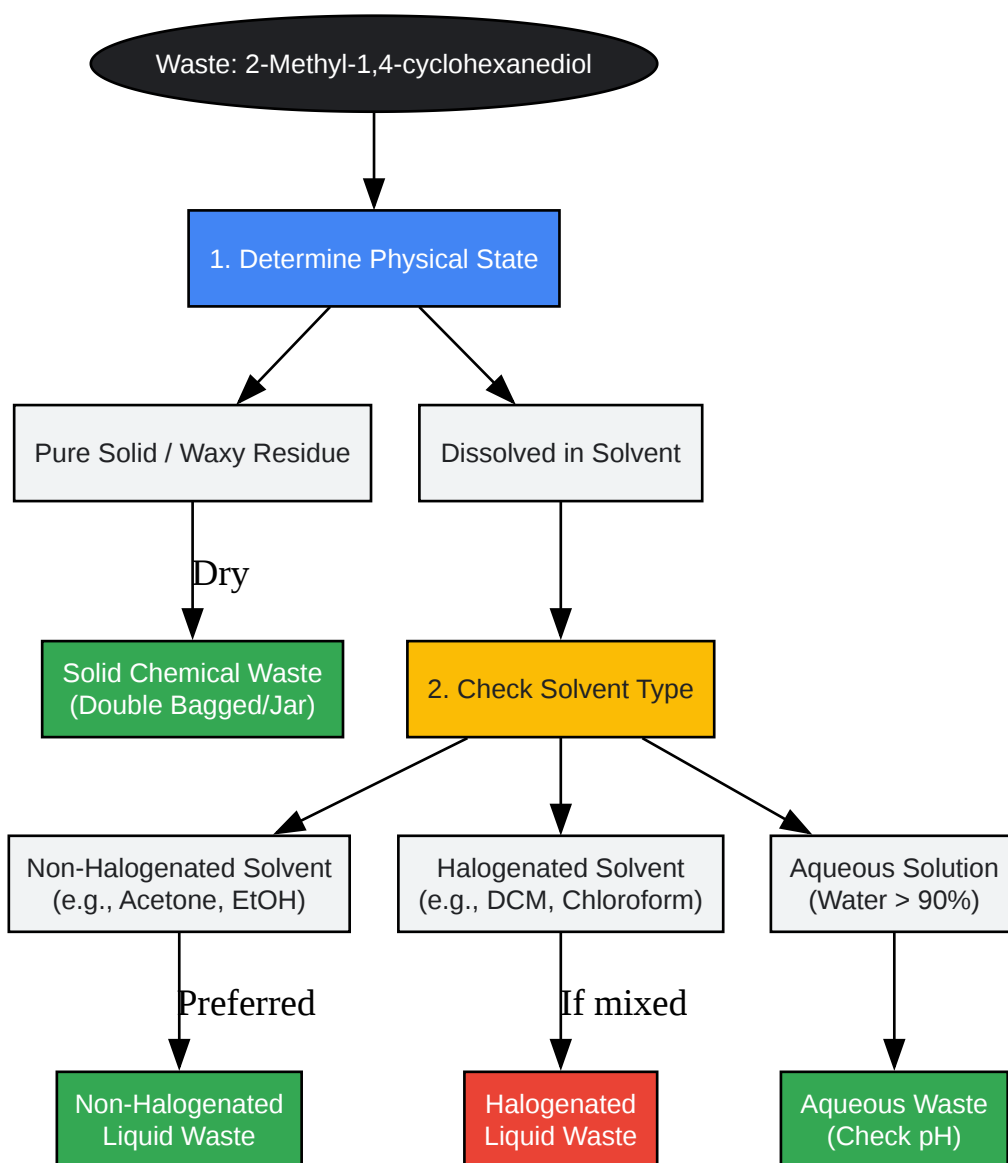 Waste: 2-Methyl-1,4-cyclohexanediol
1. Determine Physical State
Pure Solid / Waxy Residue
Dissolved in Solvent
Dry
Solid Chemical Waste
(Double Bagged/Jar)
2. Check Solvent Type
Non-Halogenated Solvent
(e.g., Acetone, EtOH)
Halogenated Solvent
(e.g., DCM, Chloroform)
Aqueous Solution
(Water > 90%)
Preferred
If mixed
Non-Halogenated
Liquid Waste
Halogenated
Liquid Waste
Aqueous Waste
(Check pH)